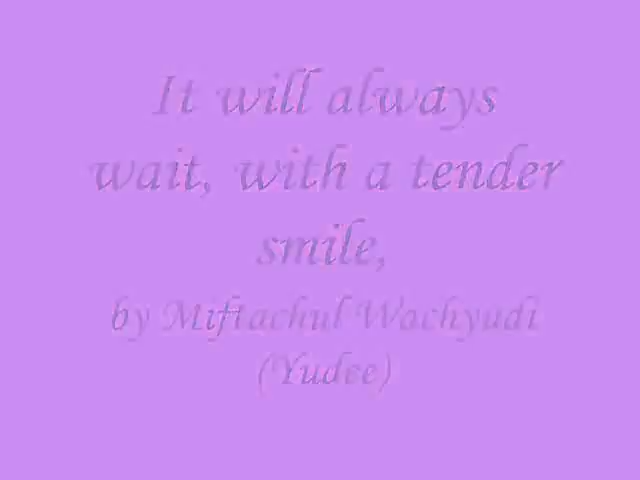 It will always
wait, with a tender
smile,
by Miftachul Wachyudi
(Yudee)